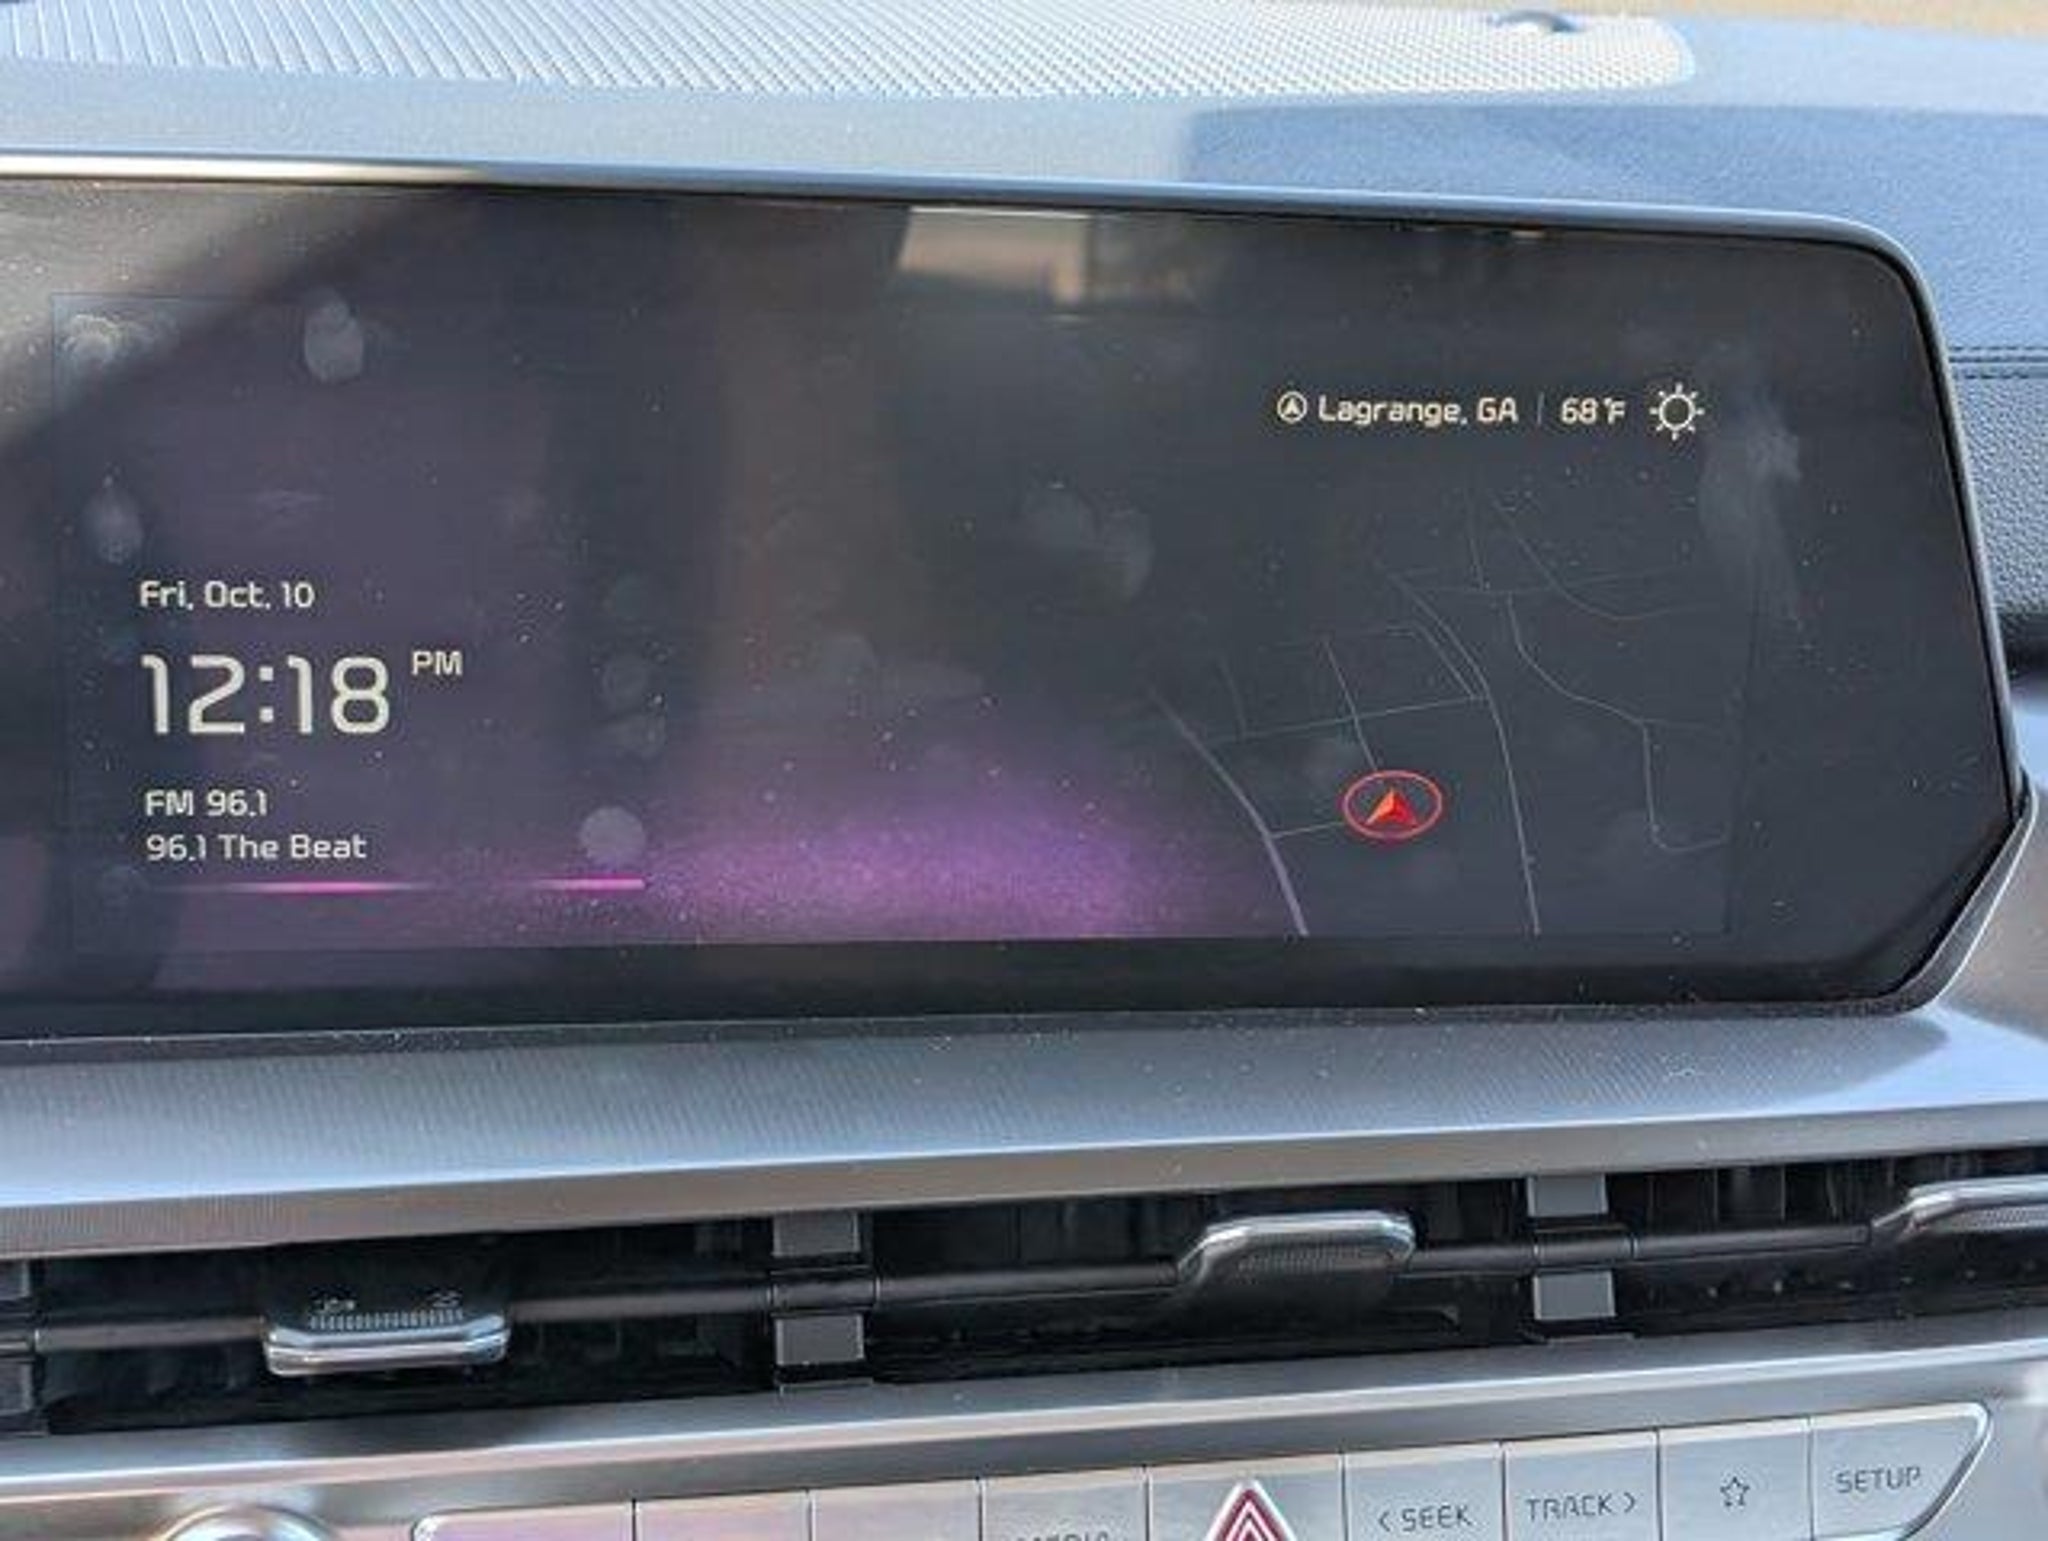 Lagrange, GA | 68°F
Fri, Oct. 10
12:18 PM
FM 96.1
96.1 The Beat
< SEEK
TRACK >
SETUP